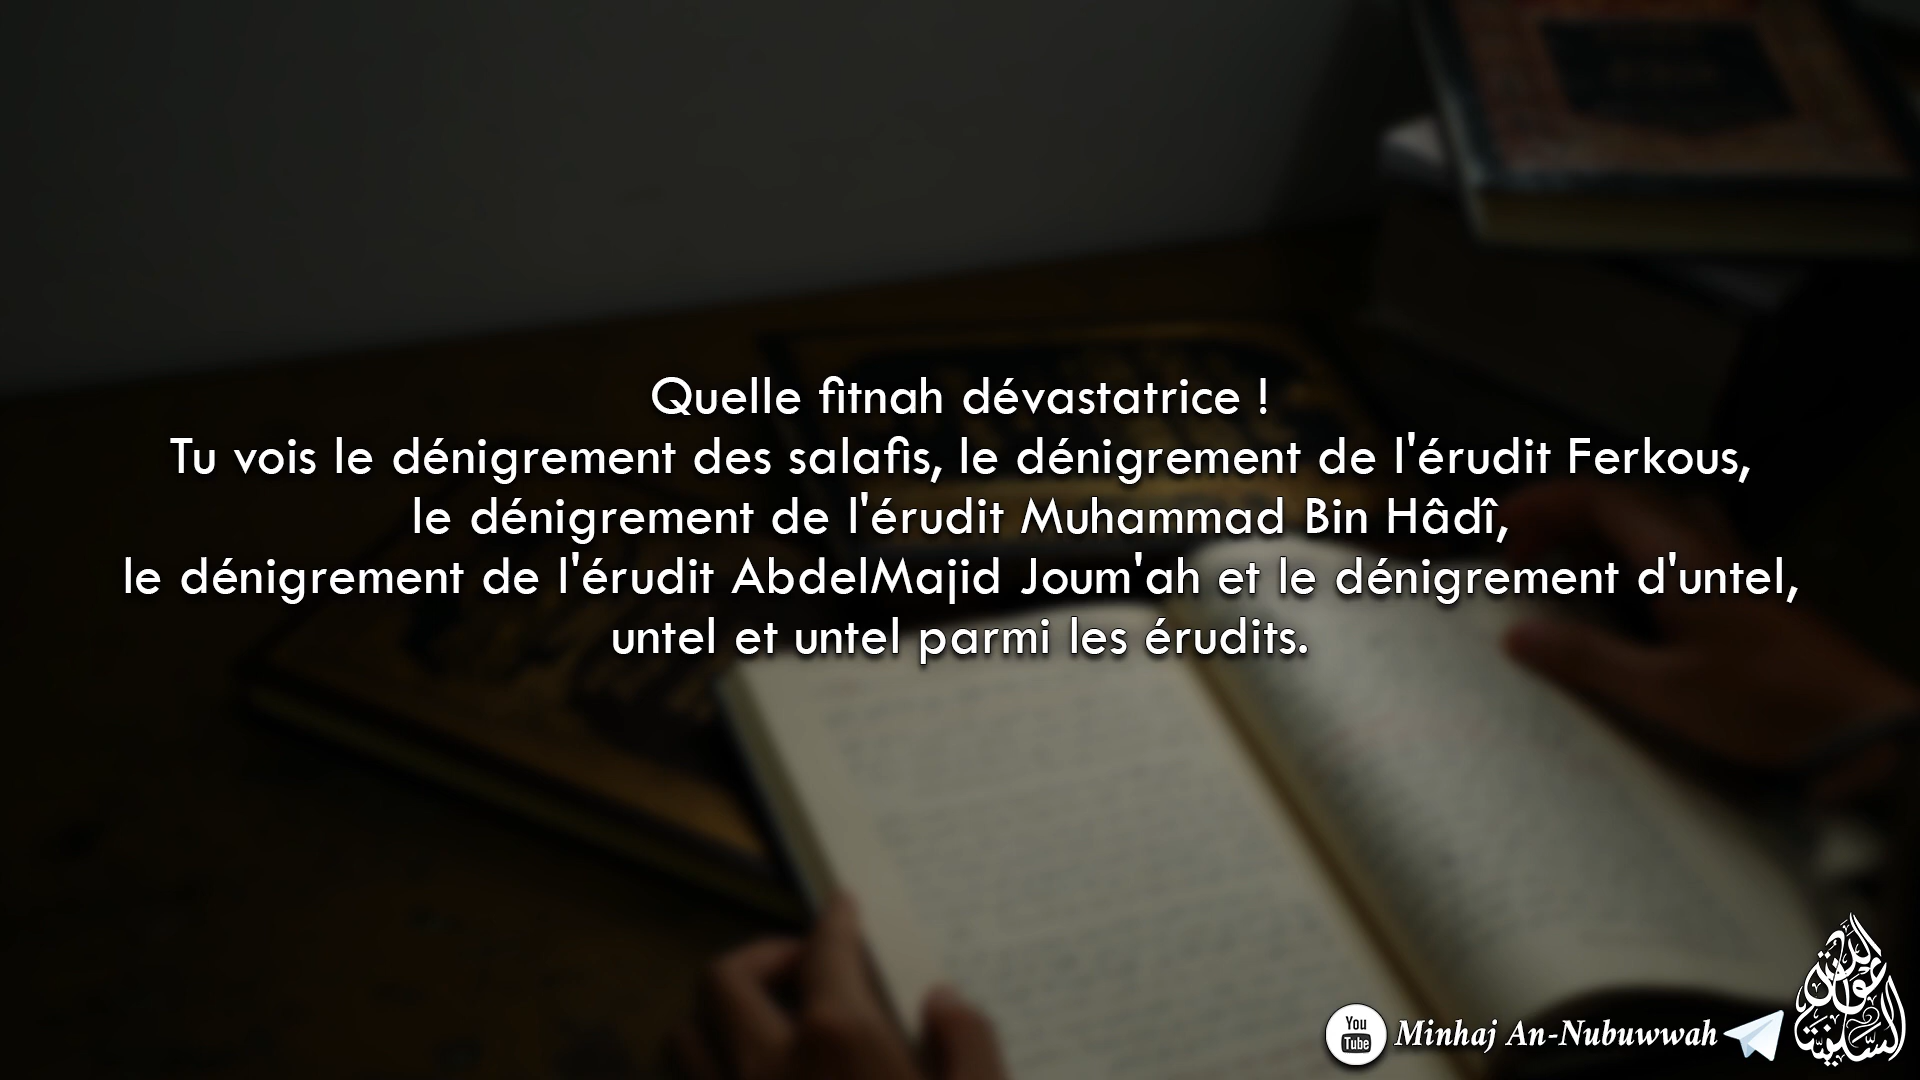 Quelle fitnah dévastatrice !
Tu vois le dénigrement des salafis, le dénigrement de l'érudit Ferkous,
le dénigrement de l'érudit Muhammad Bin Hâdî,
le dénigrement de l'érudit AbdelMajid Joum'ah et le dénigrement d'untel,
untel et untel parmi les érudits.
You
Tube
Minhaj An-Nubuwwah